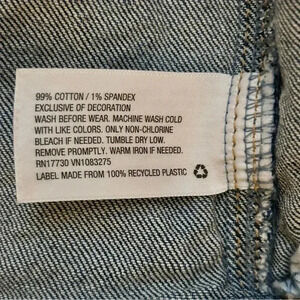 99% COTTON / 1% SPANDEX
EXCLUSIVE OF DECORATION
WASH BEFORE WEAR. MACHINE WASH COLD
WITH LIKE COLORS. ONLY NON-CHLORINE
BLEACH IF NEEDED. TUMBLE DRY LOW.
REMOVE PROMPTLY. WARM IRON IF NEEDED.
RN17730 VN1083275
LABEL MADE FROM 100% RECYCLED PLASTIC